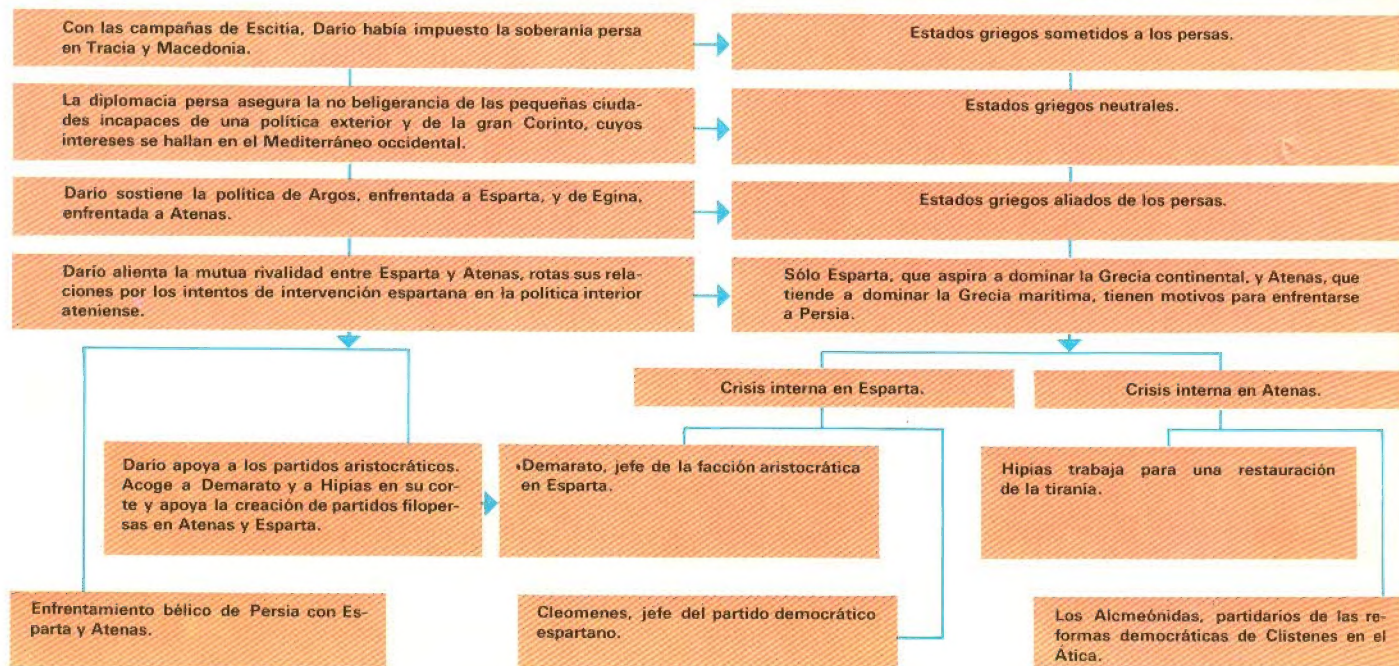 Con las campañas de Escitia, Darío había impuesto la soberanía persa
en Tracia y Macedonia.
Estados griegos sometidos a los persas.
La diplomacia persa asegura la no beligerancia de las pequeñas ciuda-
des incapaces de una política exterior y de la gran Corinto, cuyos
intereses se hallan en el Mediterráneo occidental.
Estados griegos neutrales.
Darío sostiene la política de Argos, enfrentada a Esparta, y de Egina,
enfrentada a Atenas.
Estados griegos aliados de los persas.
Darío alienta la mutua rivalidad entre Esparta y Atenas, rotas sus rela-
ciones por los intentos de intervención espartana en la política interior
ateniense.
Sólo Esparta, que aspira a dominar la Grecia continental, y Atenas, que
tiende a dominar la Grecia marítima, tienen motivos para enfrentarse
a Persia.
Crisis interna en Esparta.
Crisis interna en Atenas.
Darío apoya a los partidos aristocráticos.
Acoge a Demarato y a Hipias en su cor-
te y apoya la creación de partidos filoper-
sas en Atenas y Esparta.
Demarato, jefe de la facción aristocrática
en Esparta.
Hipias trabaja para una restauración
de la tiranía.
Enfrentamiento bélico de Persia con Es-
parta y Atenas.
Cleomenes, jefe del partido democrático
espartano.
Los Alcmeónidas, partidarios de las re-
formas democráticas de Clístenes en el
Ática.